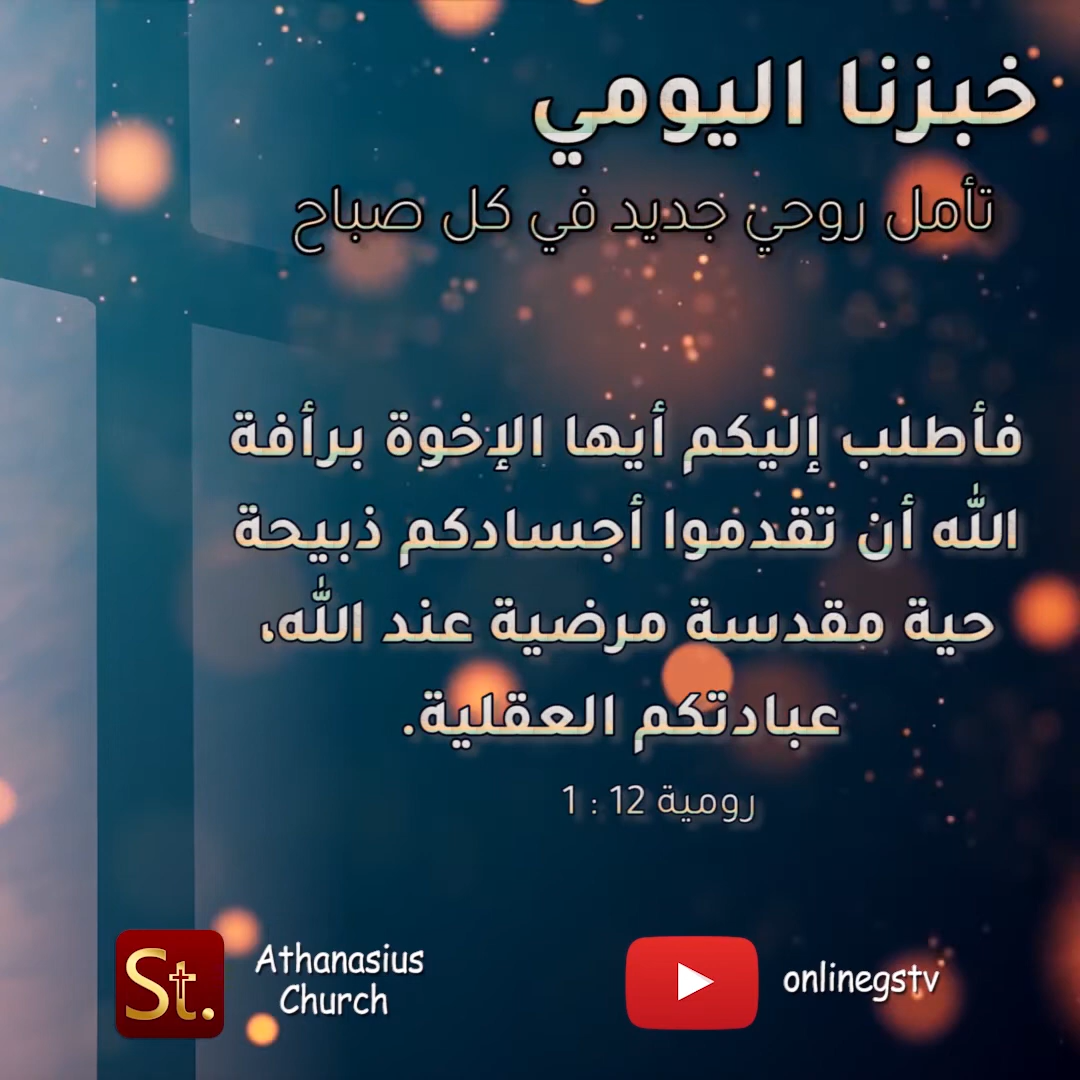 خبزنا اليومي
تأمل روحي جديد في كل صباح
فأطلب إليكم أيها الإخوة برأفة
الله أن تقدموا أجسادكم ذبيحة
حية مقدسة مرضية عند الله،
عبادتكم العقلية.
رومية 12 : 1
St.
Athanasius
Church
onlinegstv